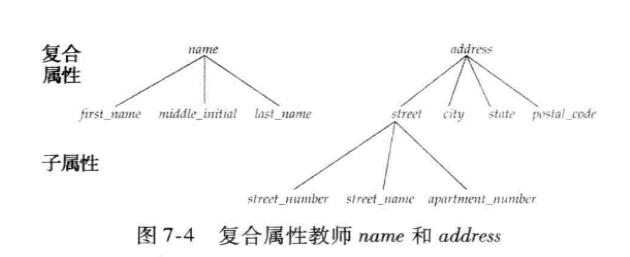 复合
属性
name
address
first_name middle_initial last_name
street city state postal_code
子属性
street_number street_name apartment_number
图 7-4 复合属性教师 name 和 address